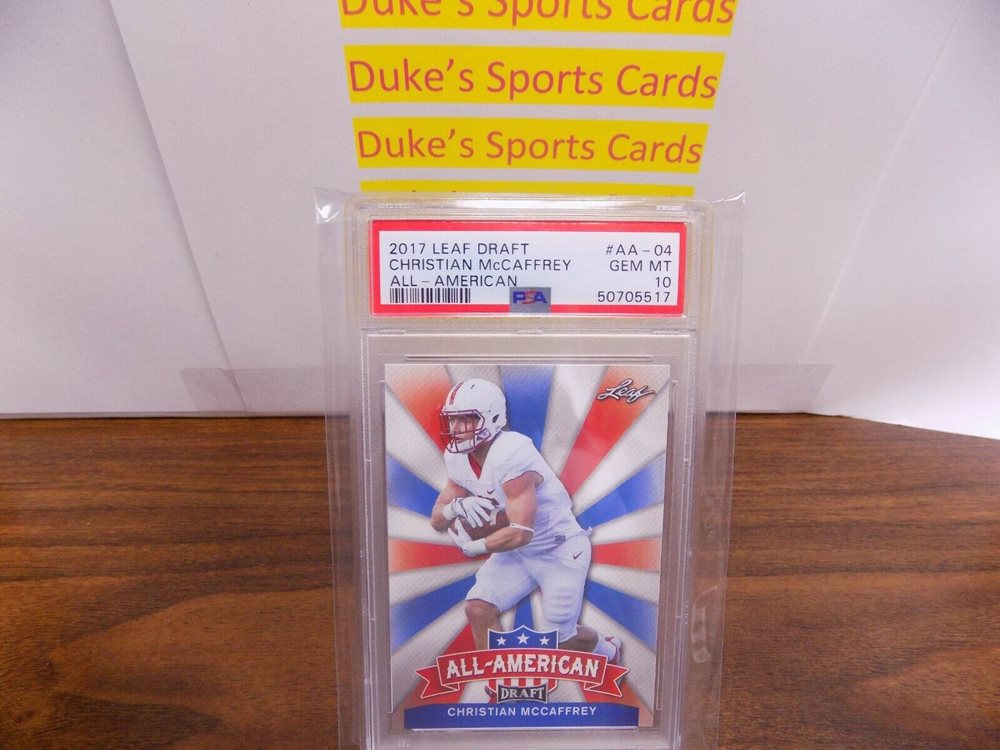 Duke's Sports Cards
Duke's Sports Cards
Duke's Sports Cards
2017 LEAF DRAFT #AA-04
CHRISTIAN McCAFFREY GEM MT
ALL-AMERICAN 10
PSA 50705517
Leaf
ALL-AMERICAN
DRAFT
CHRISTIAN MCCAFFREY